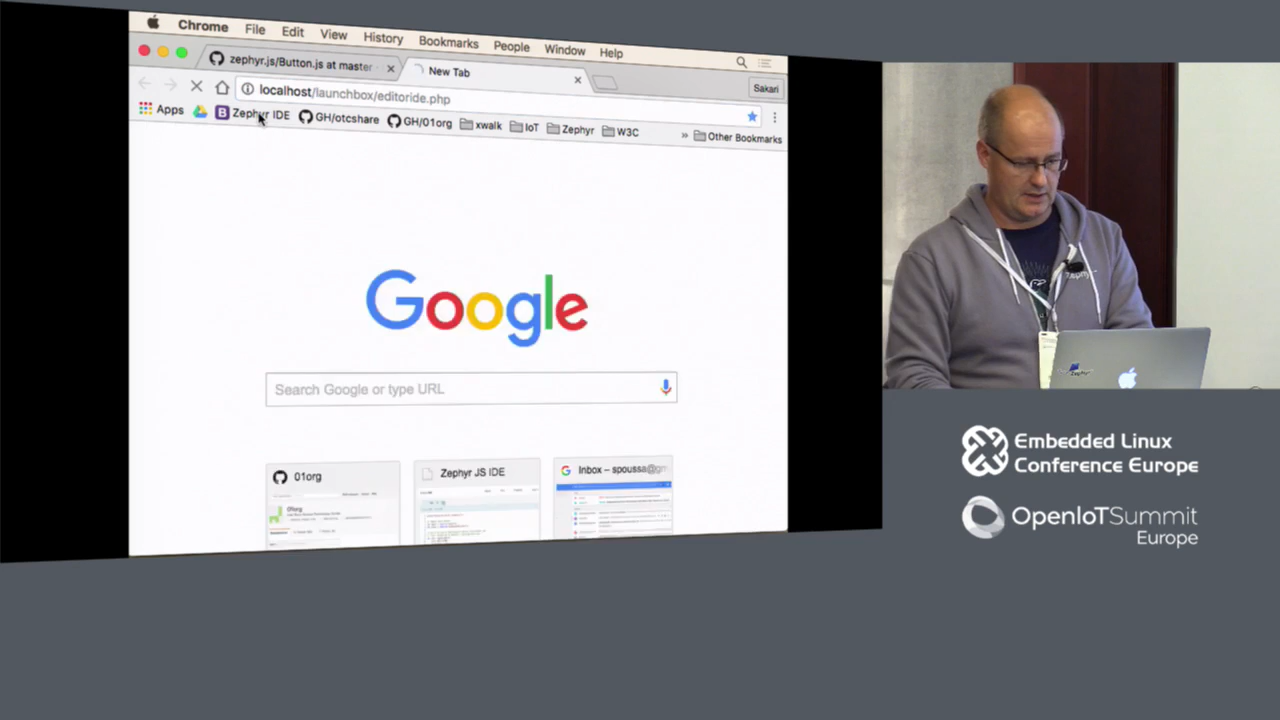 Chrome File Edit View History Bookmarks People Window Help
zephyr.js/Button.js at master
New Tab
Sakari
localhost/launchbox/editoride.php
Apps
Zephyr IDE
GH/otcshare
GH/01org
xwalk
IoT
Zephyr
W3C
»
Other Bookmarks
Google
Search Google or type URL
01org
Zephyr JS IDE
Inbox – spoussa@gm
Zephyr
Embedded Linux
Conference Europe
OpenIoTSummit
Europe